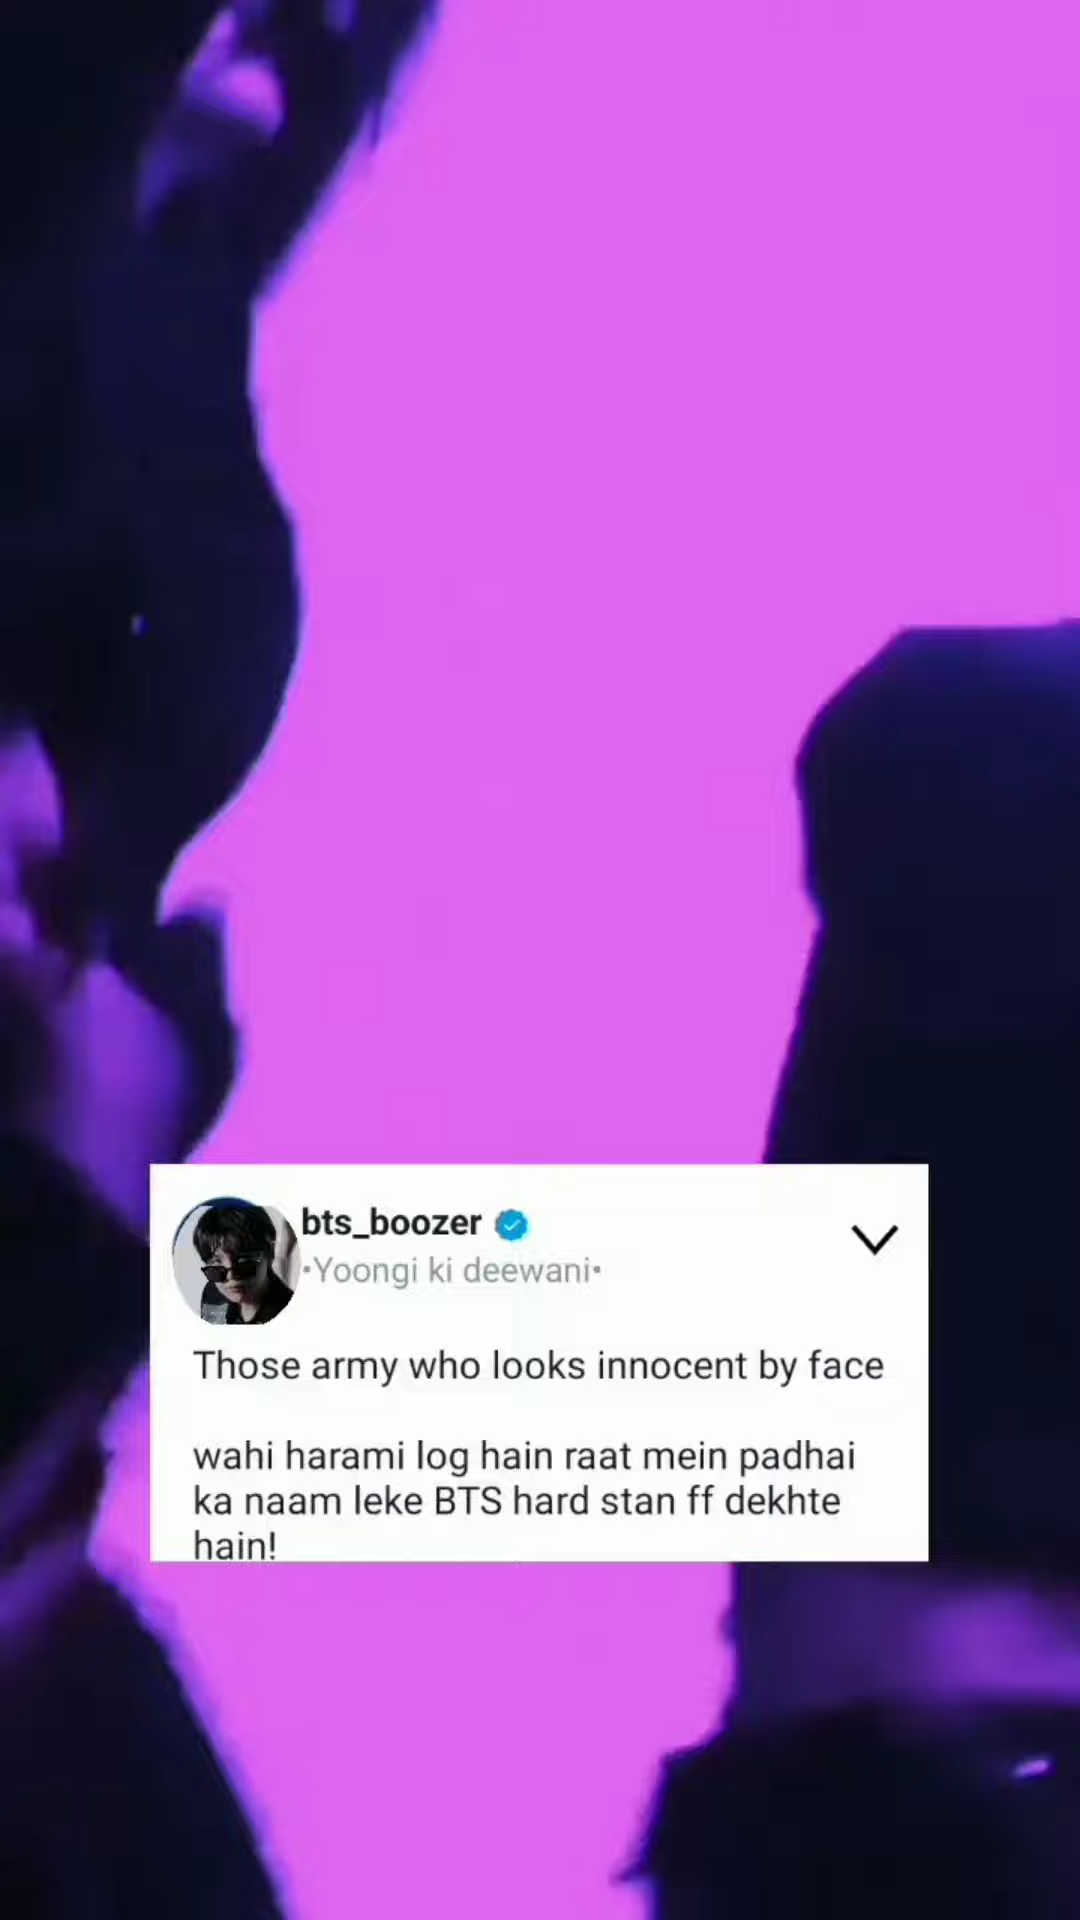 bts_boozer
•Yoongi ki deewani•
Those army who looks innocent by face
wahi harami log hain raat mein padhai
ka naam leke BTS hard stan ff dekhte
hain!